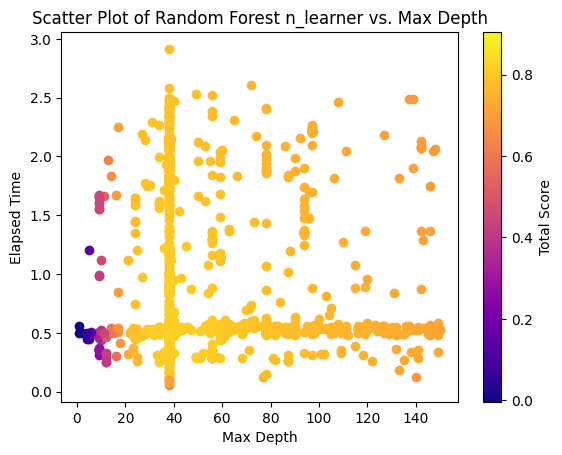 Scatter Plot of Random Forest n_learner vs. Max Depth
3.0
2.5
2.0
1.5
1.0
0.5
0.0
Elapsed Time
0 20 40 60 80 100 120 140
Max Depth
0.8
0.6
0.4
0.2
0.0
Total Score